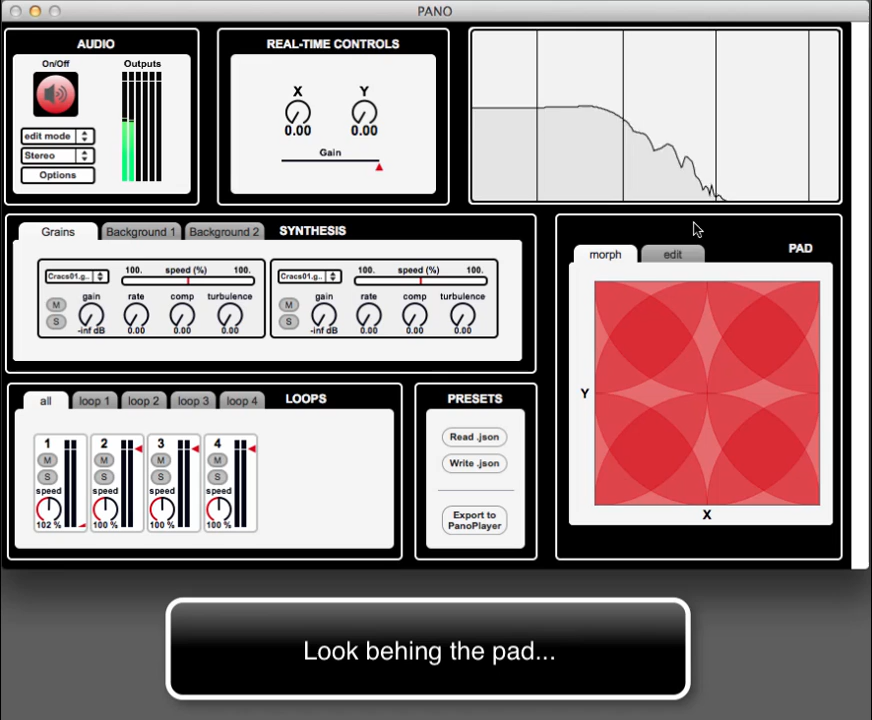 PANO
AUDIO
On/Off
Outputs
edit mode
Stereo
Options
REAL-TIME CONTROLS
X
Y
0.00
0.00
Gain
Grains
Background 1
Background 2
SYNTHESIS
Cracs01.g..
100.
speed (%)
100.
M
S
gain
rate
comp
turbulence
-inf dB
0.00
0.00
0.00
Cracs01.g..
100.
speed (%)
100.
M
S
gain
rate
comp
turbulence
-inf dB
0.00
0.00
0.00
morph
edit
PAD
Y
X
all
loop 1
loop 2
loop 3
loop 4
LOOPS
1
M
S
speed
102 %
2
M
S
speed
100 %
3
M
S
speed
100 %
4
M
S
speed
100 %
PRESETS
Read .json
Write .json
Export to
PanoPlayer
Look behing the pad...